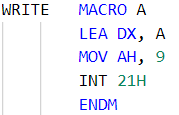 WRITE   MACRO A
        LEA DX, A
        MOV AH, 9
        INT 21H
        ENDM